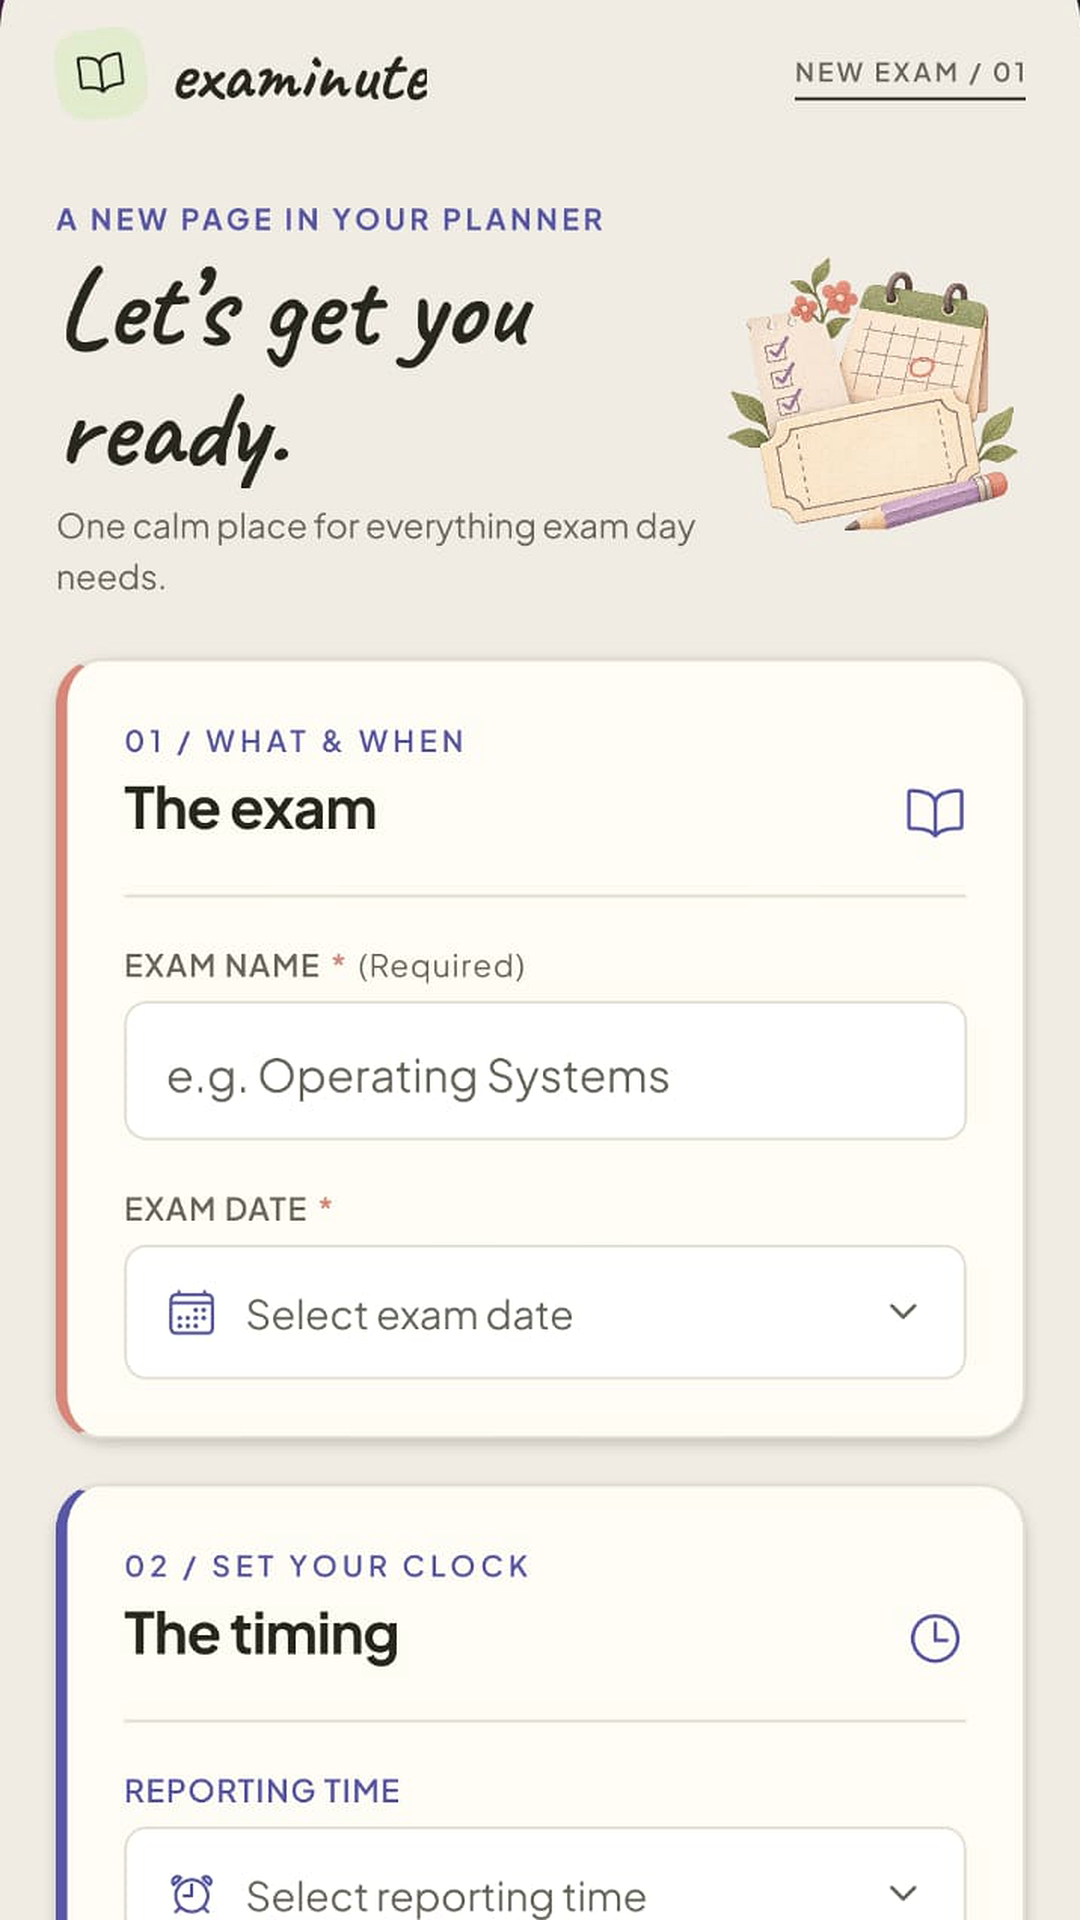 examinute
NEW EXAM / 01
A NEW PAGE IN YOUR PLANNER
Let’s get you
ready.
One calm place for everything exam day
needs.
01 / WHAT & WHEN
The exam
EXAM NAME * (Required)
e.g. Operating Systems
EXAM DATE *
Select exam date
02 / SET YOUR CLOCK
The timing
REPORTING TIME
Select reporting time